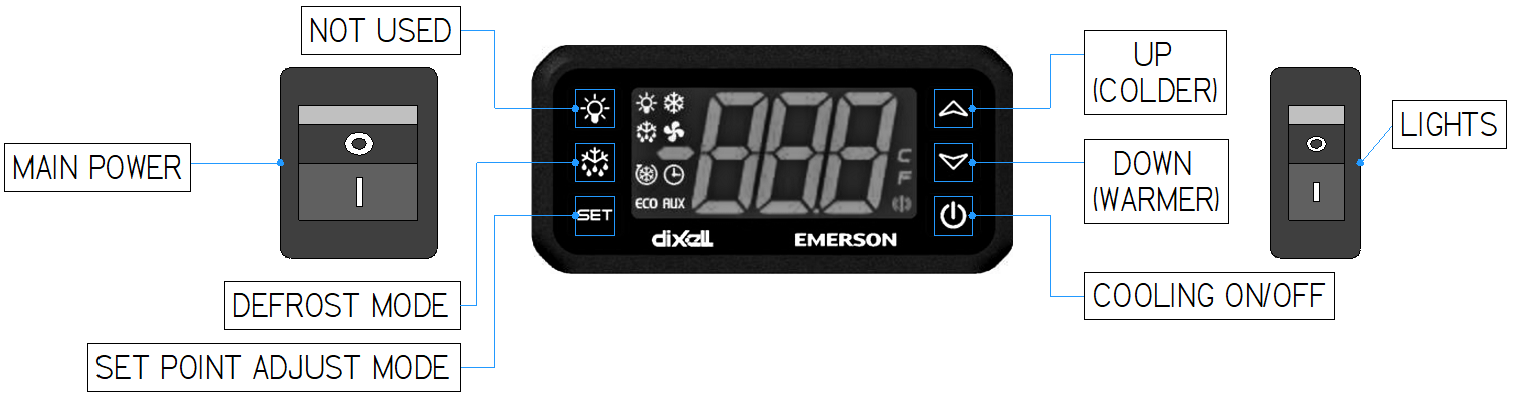 NOT USED
MAIN POWER
DEFROST MODE
SET POINT ADJUST MODE
SET
ECO AUX
-888
C
F
dixell
EMERSON
UP
(COLDER)
DOWN
(WARMER)
COOLING ON/OFF
LIGHTS